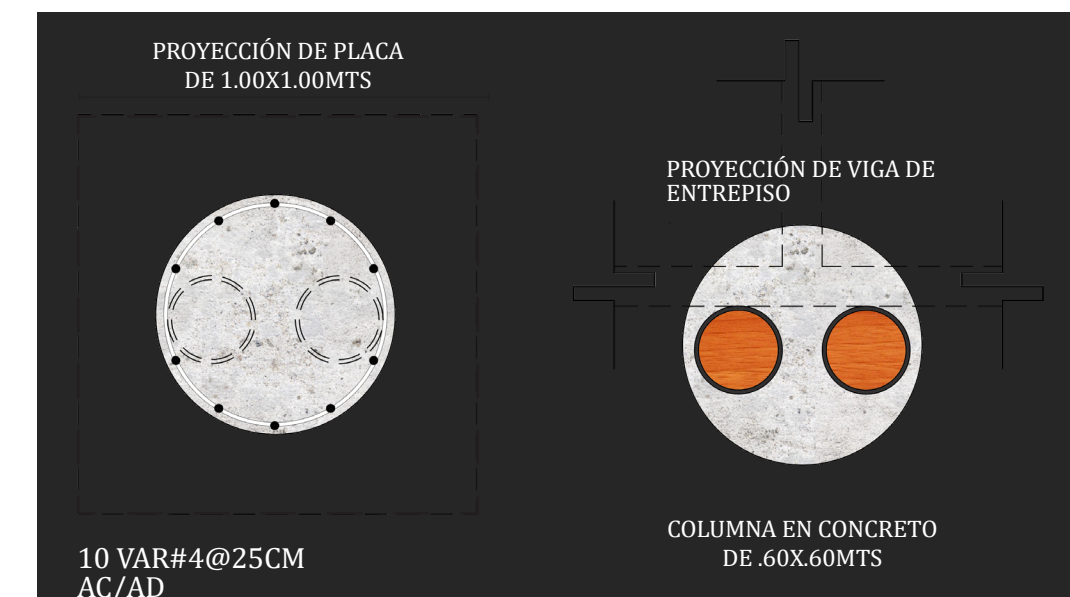 PROYECCIÓN DE PLACA
DE 1.00X1.00MTS
PROYECCIÓN DE VIGA DE
ENTREPISO
10 VAR#4@25CM
AC/AD
COLUMNA EN CONCRETO
DE .60X.60MTS